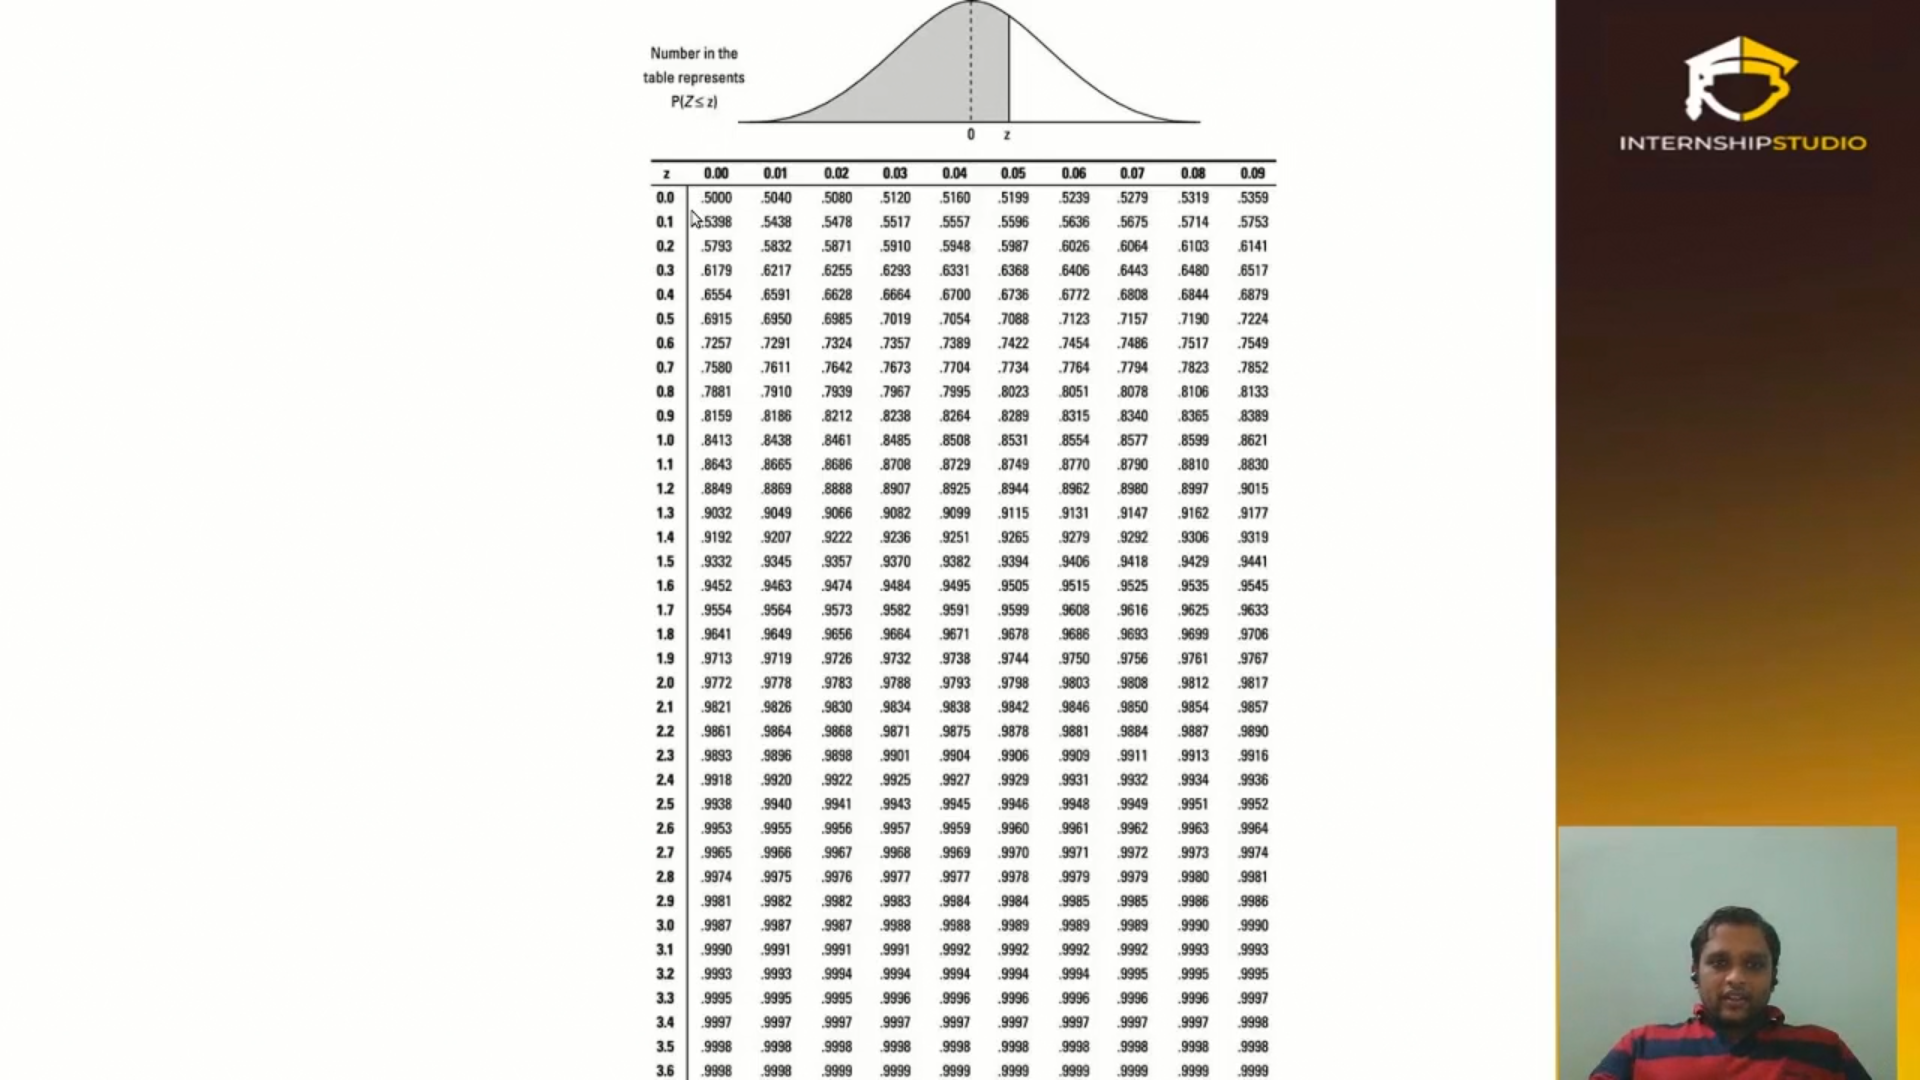 Number in the
table represents
P(Z ≤ z)
0 z
z 0.00 0.01 0.02 0.03 0.04 0.05 0.06 0.07 0.08 0.09
0.0 .5000 .5040 .5080 .5120 .5160 .5199 .5239 .5279 .5319 .5359
0.1 .5398 .5438 .5478 .5517 .5557 .5596 .5636 .5675 .5714 .5753
0.2 .5793 .5832 .5871 .5910 .5948 .5987 .6026 .6064 .6103 .6141
0.3 .6179 .6217 .6255 .6293 .6331 .6368 .6406 .6443 .6480 .6517
0.4 .6554 .6591 .6628 .6664 .6700 .6736 .6772 .6808 .6844 .6879
0.5 .6915 .6950 .6985 .7019 .7054 .7088 .7123 .7157 .7190 .7224
0.6 .7257 .7291 .7324 .7357 .7389 .7422 .7454 .7486 .7517 .7549
0.7 .7580 .7611 .7642 .7673 .7704 .7734 .7764 .7794 .7823 .7852
0.8 .7881 .7910 .7939 .7967 .7995 .8023 .8051 .8078 .8106 .8133
0.9 .8159 .8186 .8212 .8238 .8264 .8289 .8315 .8340 .8365 .8389
1.0 .8413 .8438 .8461 .8485 .8508 .8531 .8554 .8577 .8599 .8621
1.1 .8643 .8665 .8686 .8708 .8729 .8749 .8770 .8790 .8810 .8830
1.2 .8849 .8869 .8888 .8907 .8925 .8944 .8962 .8980 .8997 .9015
1.3 .9032 .9049 .9066 .9082 .9099 .9115 .9131 .9147 .9162 .9177
1.4 .9192 .9207 .9222 .9236 .9251 .9265 .9279 .9292 .9306 .9319
1.5 .9332 .9345 .9357 .9370 .9382 .9394 .9406 .9418 .9429 .9441
1.6 .9452 .9463 .9474 .9484 .9495 .9505 .9515 .9525 .9535 .9545
1.7 .9554 .9564 .9573 .9582 .9591 .9599 .9608 .9616 .9625 .9633
1.8 .9641 .9649 .9656 .9664 .9671 .9678 .9686 .9693 .9699 .9706
1.9 .9713 .9719 .9726 .9732 .9738 .9744 .9750 .9756 .9761 .9767
2.0 .9772 .9778 .9783 .9788 .9793 .9798 .9803 .9808 .9812 .9817
2.1 .9821 .9826 .9830 .9834 .9838 .9842 .9846 .9850 .9854 .9857
2.2 .9861 .9864 .9868 .9871 .9875 .9878 .9881 .9884 .9887 .9890
2.3 .9893 .9896 .9898 .9901 .9904 .9906 .9909 .9911 .9913 .9916
2.4 .9918 .9920 .9922 .9925 .9927 .9929 .9931 .9932 .9934 .9936
2.5 .9938 .9940 .9941 .9943 .9945 .9946 .9948 .9949 .9951 .9952
2.6 .9953 .9955 .9956 .9957 .9959 .9960 .9961 .9962 .9963 .9964
2.7 .9965 .9966 .9967 .9968 .9969 .9970 .9971 .9972 .9973 .9974
2.8 .9974 .9975 .9976 .9977 .9977 .9978 .9979 .9979 .9980 .9981
2.9 .9981 .9982 .9982 .9983 .9984 .9984 .9985 .9985 .9986 .9986
3.0 .9987 .9987 .9987 .9988 .9988 .9989 .9989 .9989 .9990 .9990
3.1 .9990 .9991 .9991 .9991 .9992 .9992 .9992 .9992 .9993 .9993
3.2 .9993 .9993 .9994 .9994 .9994 .9994 .9994 .9995 .9995 .9995
3.3 .9995 .9995 .9995 .9996 .9996 .9996 .9996 .9996 .9996 .9997
3.4 .9997 .9997 .9997 .9997 .9997 .9997 .9997 .9997 .9997 .9998
3.5 .9998 .9998 .9998 .9998 .9998 .9998 .9998 .9998 .9998 .9998
3.6 .9998 .9998 .9999 .9999 .9999 .9999 .9999 .9999 .9999 .9999
INTERNSHIPSTUDIO